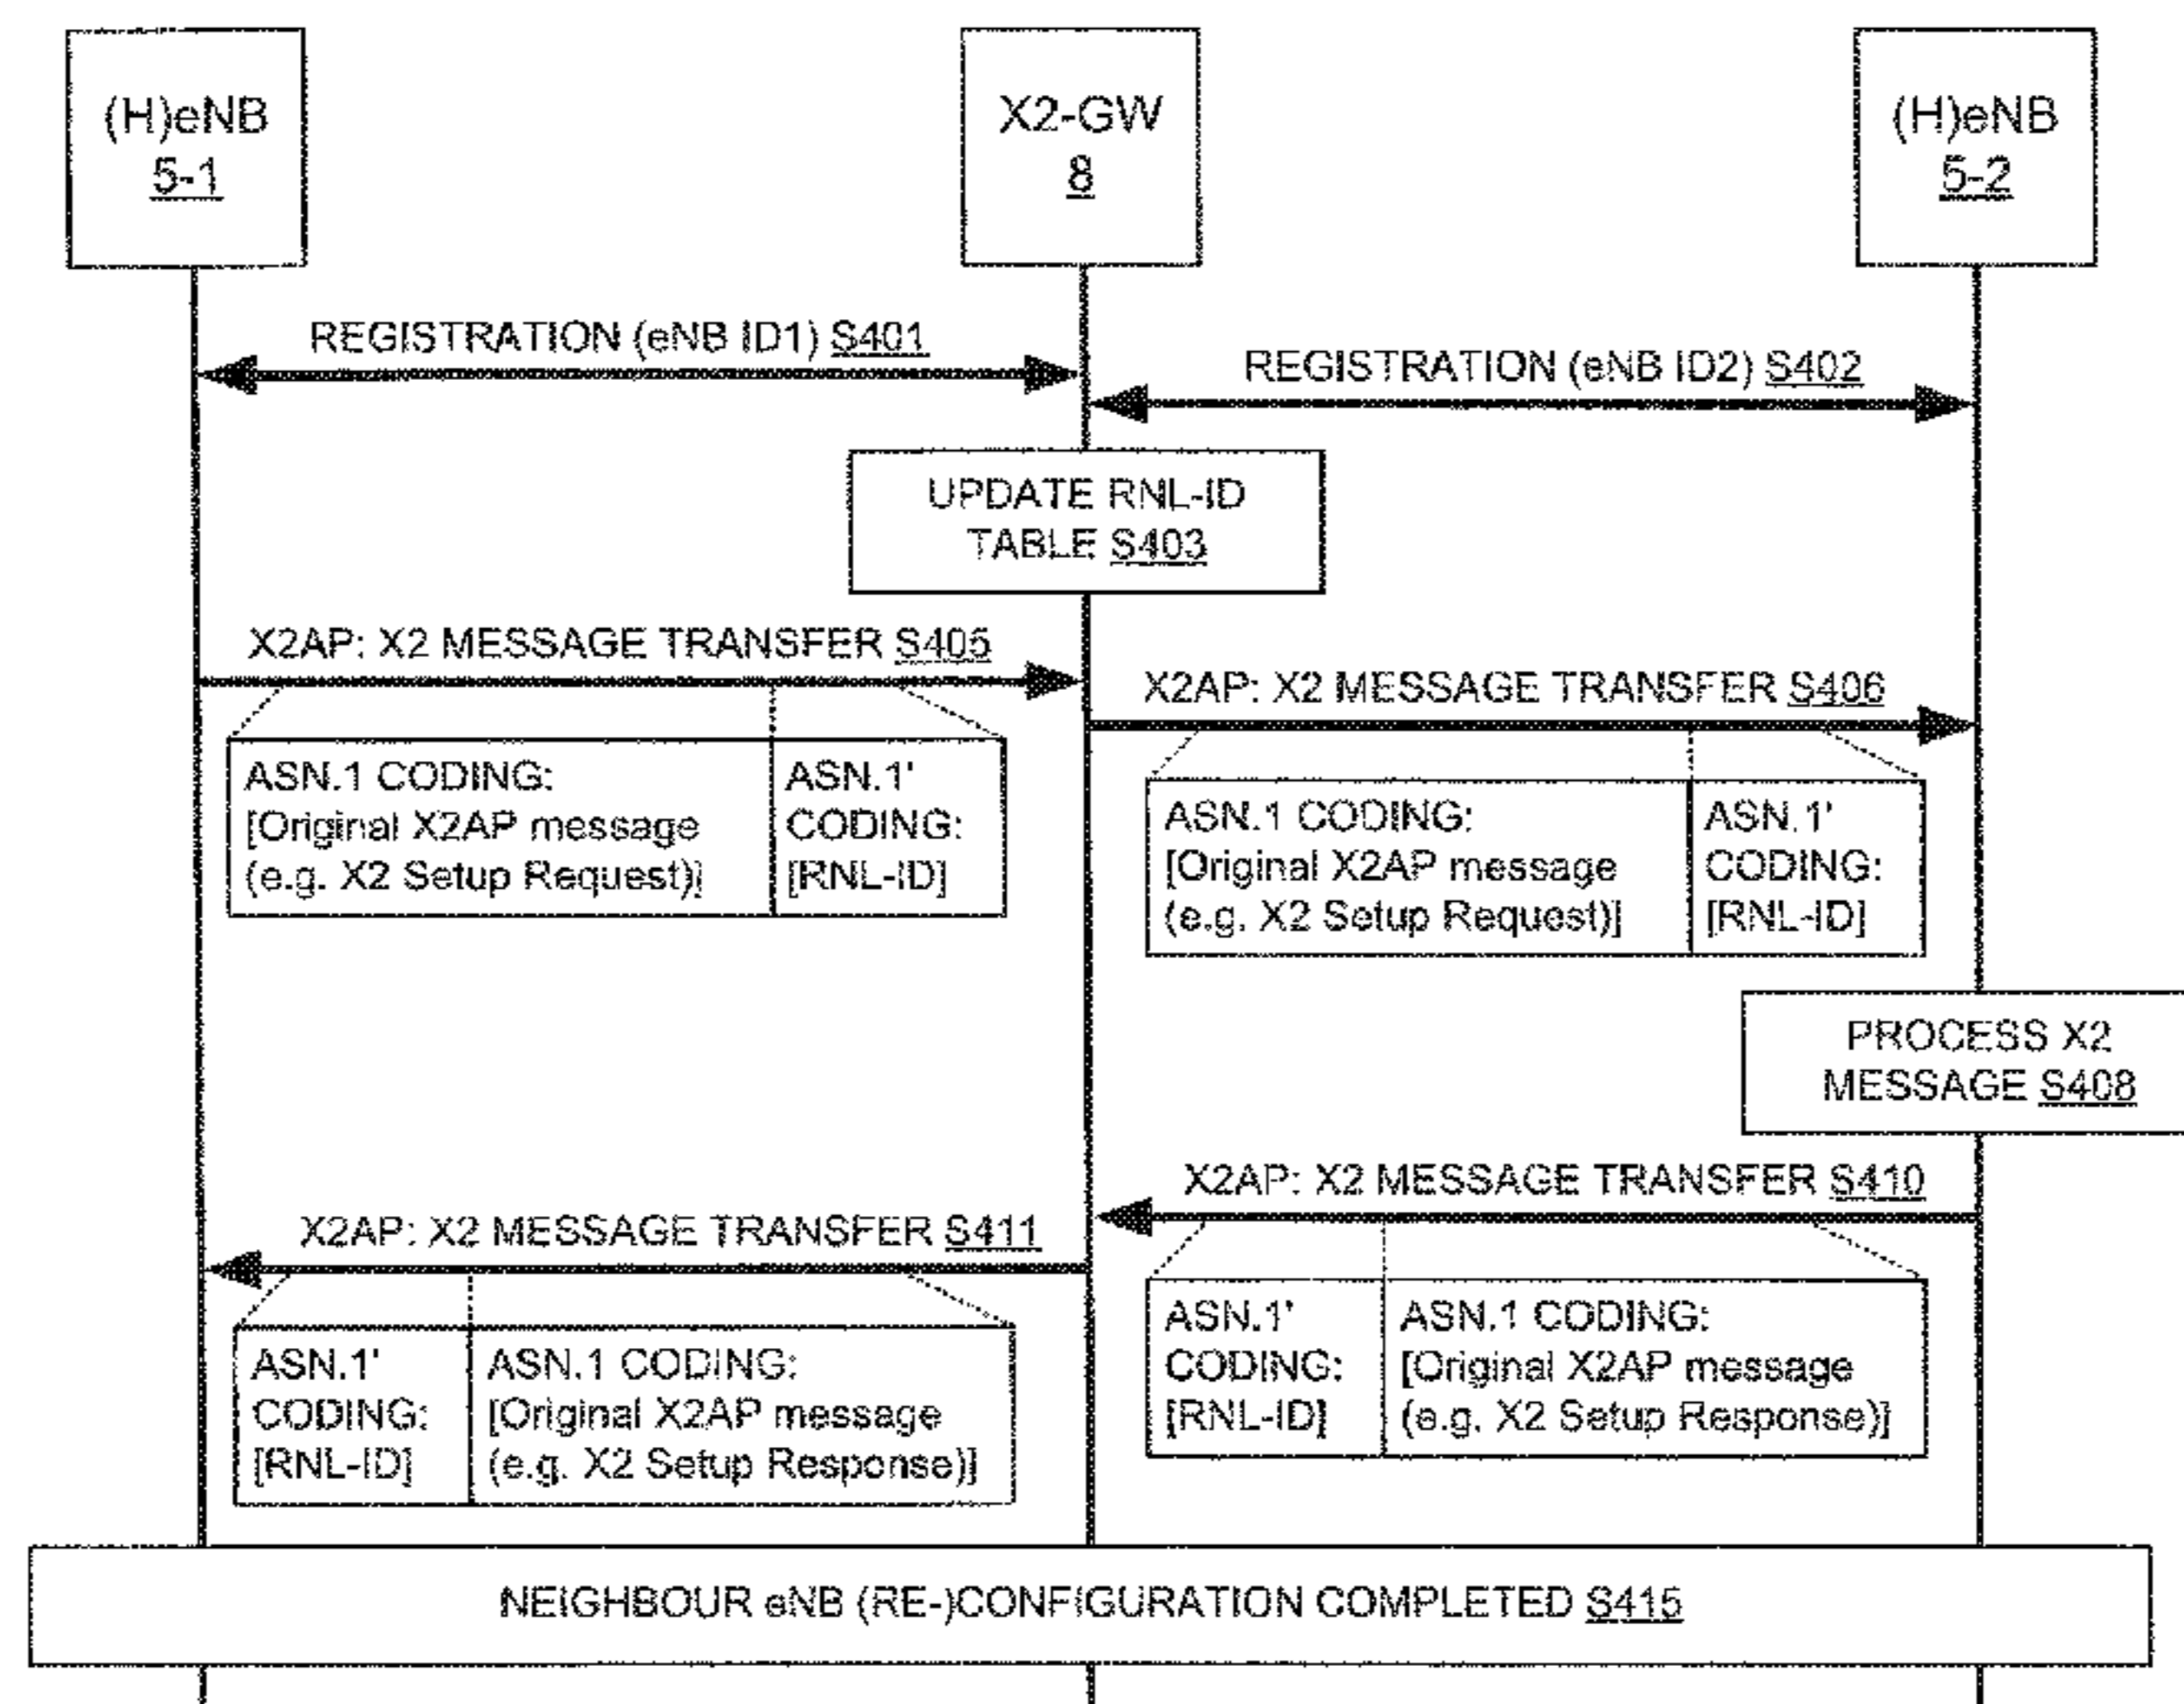 (H)eNB
5-1
X2-GW
8
(H)eNB
5-2
REGISTRATION (eNB ID1) S401
REGISTRATION (eNB ID2) S402
UPDATE RNL-ID
TABLE S403
X2AP: X2 MESSAGE TRANSFER S405
X2AP: X2 MESSAGE TRANSFER S406
ASN.1 CODING:
[Original X2AP message
(e.g. X2 Setup Request)]
ASN.1'
CODING:
[RNL-ID]
ASN.1 CODING:
[Original X2AP message
(e.g. X2 Setup Request)]
ASN.1'
CODING:
[RNL-ID]
PROCESS X2
MESSAGE S408
X2AP: X2 MESSAGE TRANSFER S410
X2AP: X2 MESSAGE TRANSFER S411
ASN.1'
CODING:
[RNL-ID]
ASN.1 CODING:
[Original X2AP message
(e.g. X2 Setup Response)]
ASN.1'
CODING:
[RNL-ID]
ASN.1 CODING:
[Original X2AP message
(e.g. X2 Setup Response)]
NEIGHBOUR eNB (RE-)CONFIGURATION COMPLETED S415